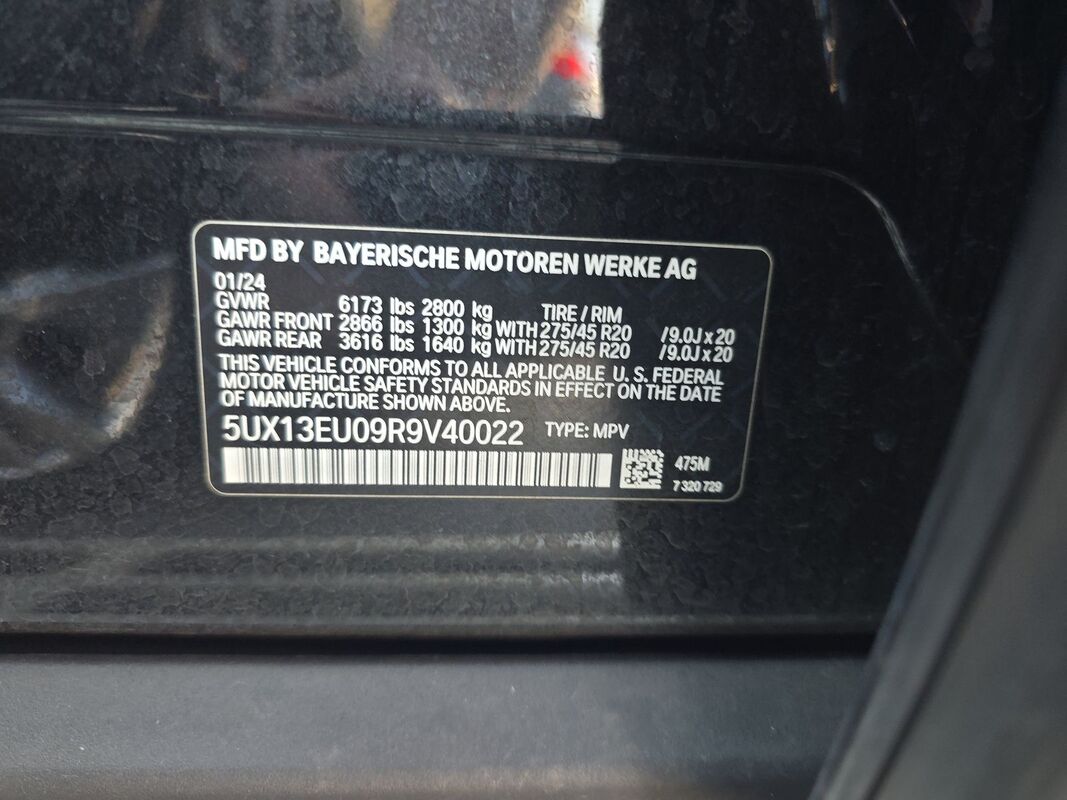 MFD BY BAYERISCHE MOTOREN WERKE AG
01/24
GVWR 6173 lbs 2800 kg TIRE / RIM
GAWR FRONT 2866 lbs 1300 kg WITH 275/45 R20 /9.0J x 20
GAWR REAR 3616 lbs 1640 kg WITH 275/45 R20 /9.0J x 20
THIS VEHICLE CONFORMS TO ALL APPLICABLE U. S. FEDERAL
MOTOR VEHICLE SAFETY STANDARDS IN EFFECT ON THE DATE
OF MANUFACTURE SHOWN ABOVE.
5UX13EU09R9V40022 TYPE: MPV
475M
7 320 729